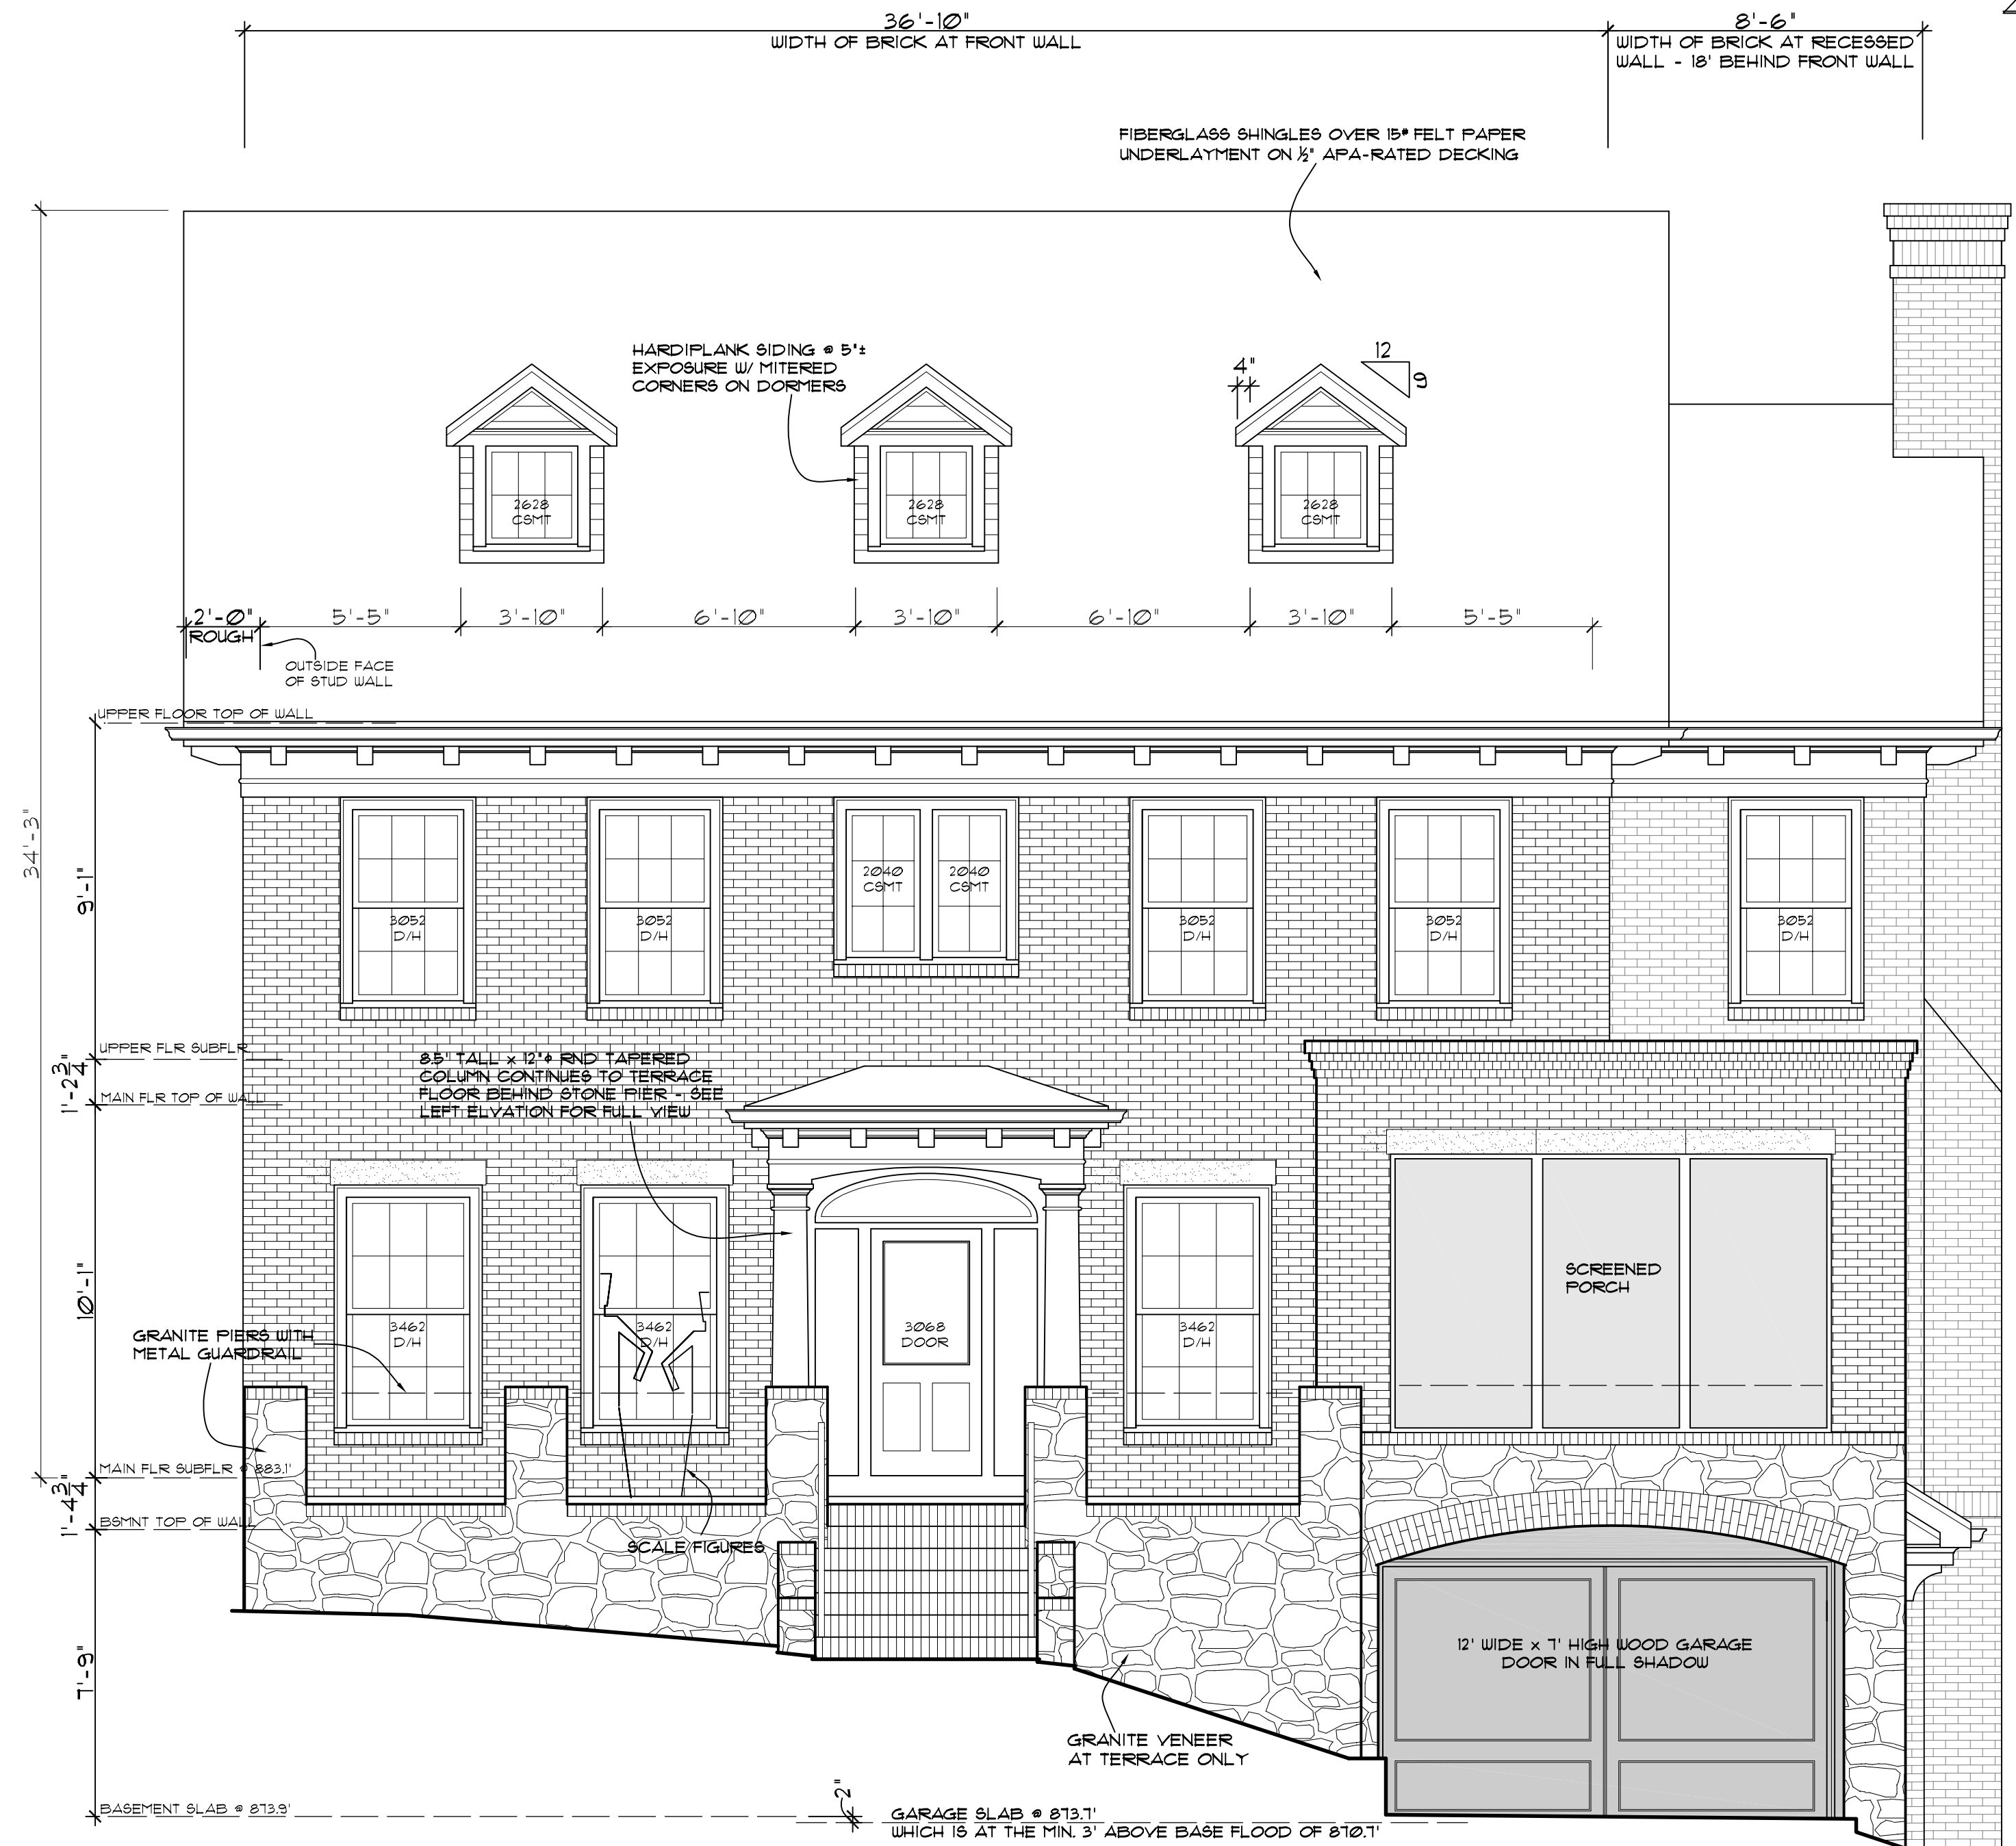 36'-10"
WIDTH OF BRICK AT FRONT WALL
8'-6"
WIDTH OF BRICK AT RECESSED
WALL - 18' BEHIND FRONT WALL
FIBERGLASS SHINGLES OVER 15# FELT PAPER
UNDERLAYMENT ON ½" APA-RATED DECKING
HARDIPLANK SIDING @ 5"±
EXPOSURE W/ MITERED
CORNERS ON DORMERS
4"
12
9
2628
CSMT
2628
CSMT
2628
CSMT
2'-0"
ROUGH
5'-5"
3'-10"
6'-10"
3'-10"
6'-10"
3'-10"
5'-5"
OUTSIDE FACE
OF STUD WALL
UPPER FLOOR TOP OF WALL
34'-3"
9'-1"
3052
D/H
3052
D/H
2040
CSMT
2040
CSMT
3052
D/H
3052
D/H
3052
D/H
UPPER FLR SUBFLR
1'-2 3/4"
MAIN FLR TOP OF WALL
8.5' TALL x 12"ø RND TAPERED
COLUMN CONTINUES TO TERRACE
FLOOR BEHIND STONE PIER - SEE
LEFT ELVATION FOR FULL VIEW
10'-1"
SCREENED
PORCH
GRANITE PIERS WITH
METAL GUARDRAIL
3462
D/H
3462
D/H
3068
DOOR
3462
D/H
MAIN FLR SUBFLR @ 883.1'
1'-4 3/4"
BSMNT TOP OF WALL
SCALE FIGURES
7'-9"
12' WIDE x 7' HIGH WOOD GARAGE
DOOR IN FULL SHADOW
GRANITE VENEER
AT TERRACE ONLY
BASEMENT SLAB @ 873.9'
2"
GARAGE SLAB @ 873.7'
WHICH IS AT THE MIN. 3' ABOVE BASE FLOOD OF 870.7'